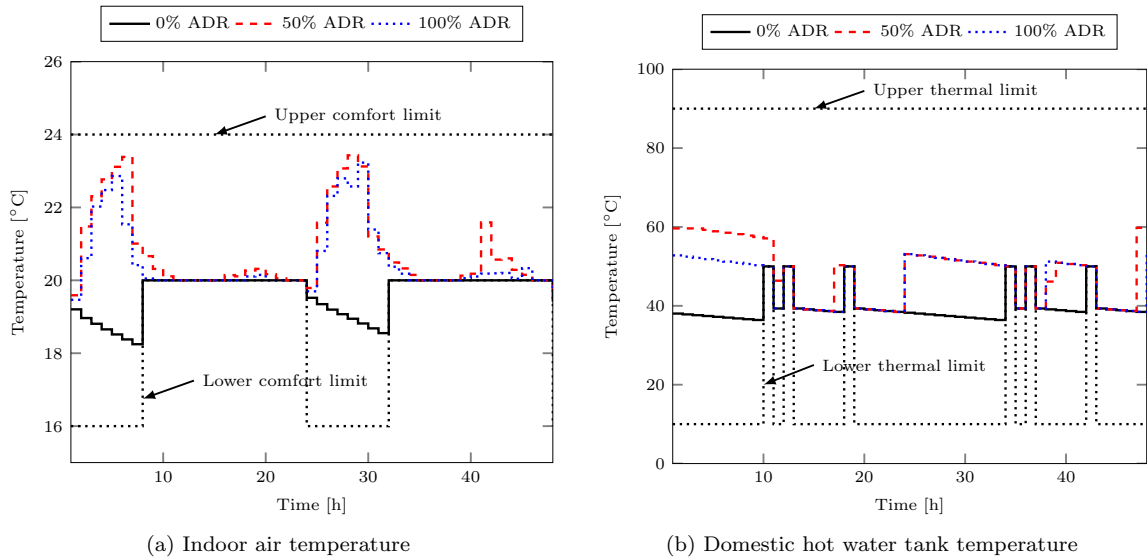 0% ADR 50% ADR 100% ADR
26
24
22
20
18
16
Temperature [°C]
Upper comfort limit
Lower comfort limit
10 20 30 40
Time [h]
(a) Indoor air temperature
0% ADR 50% ADR 100% ADR
100
80
60
40
20
0
Temperature [°C]
Upper thermal limit
Lower thermal limit
10 20 30 40
Time [h]
(b) Domestic hot water tank temperature